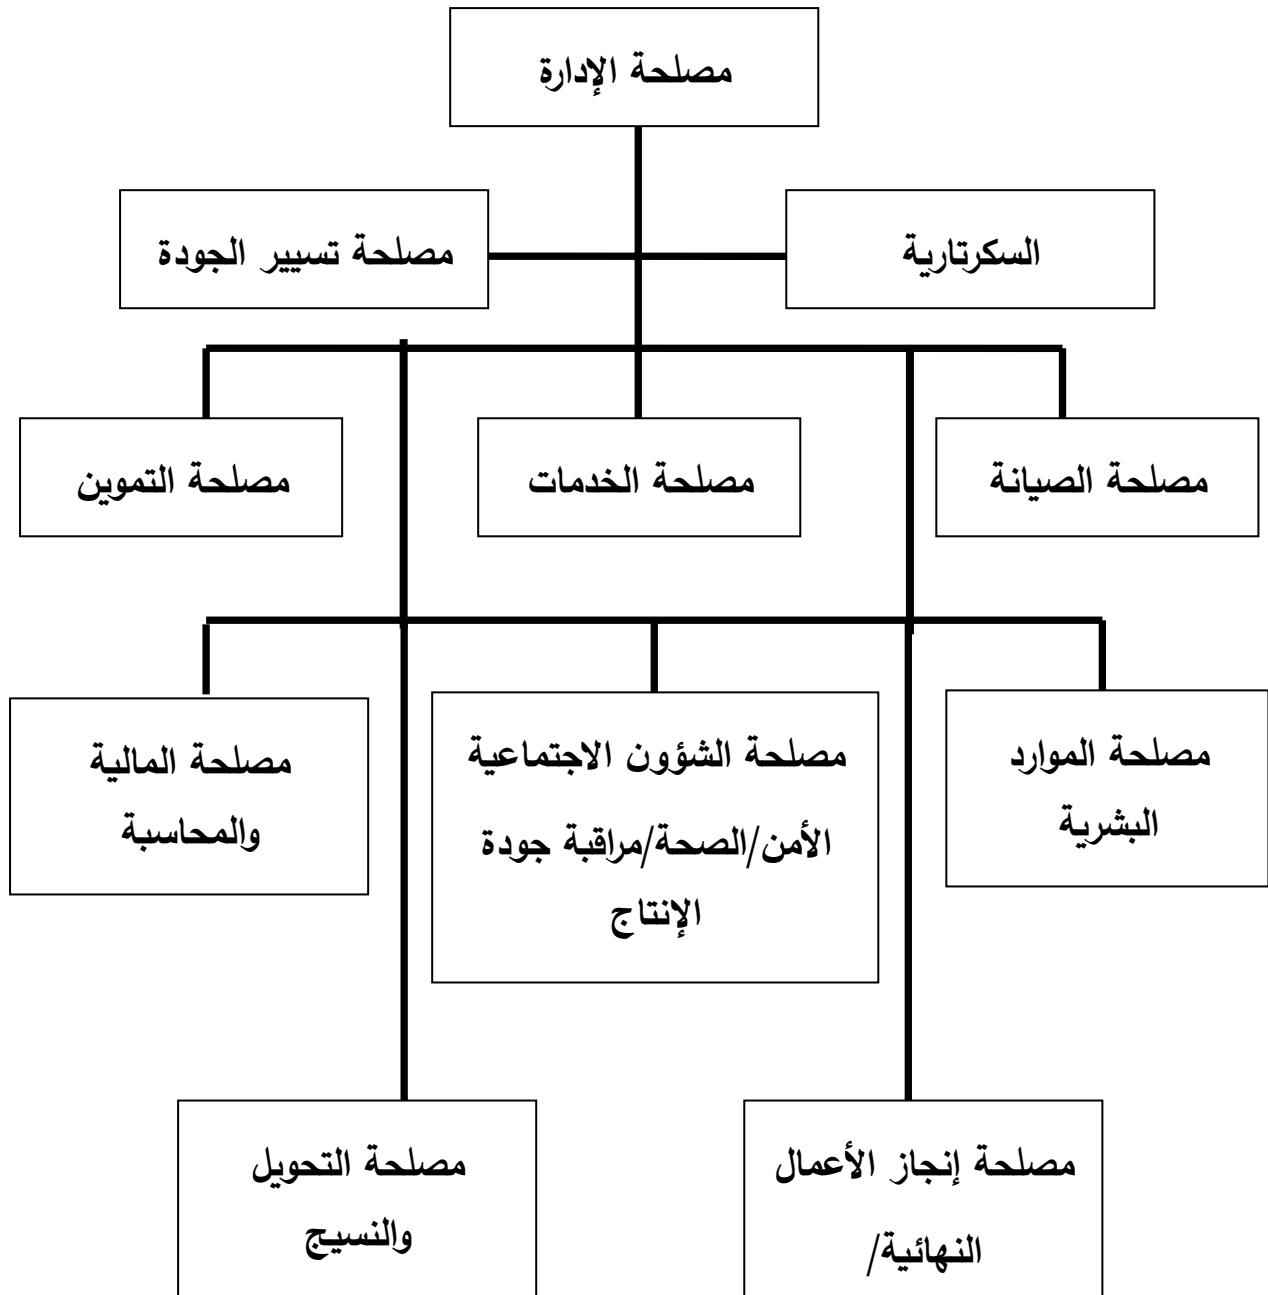 مصلحة الإدارة
السكرتارية
مصلحة تسيير الجودة
مصلحة الصيانة
مصلحة الخدمات
مصلحة التموين
مصلحة الموارد
البشرية
مصلحة الشؤون الاجتماعية
الأمن/الصحة/مراقبة جودة
الإنتاج
مصلحة المالية
والمحاسبة
مصلحة إنجاز الأعمال
النهائية/
مصلحة التحويل
والنسيج